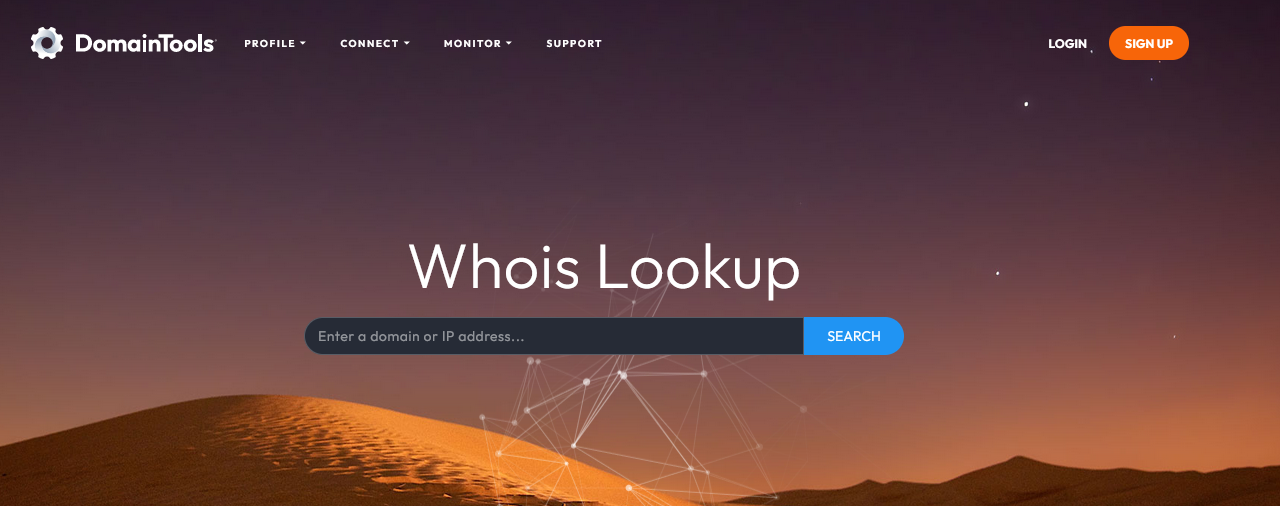 DomainTools
PROFILE
CONNECT
MONITOR
SUPPORT
LOGIN
SIGN UP
Whois Lookup
Enter a domain or IP address...
SEARCH